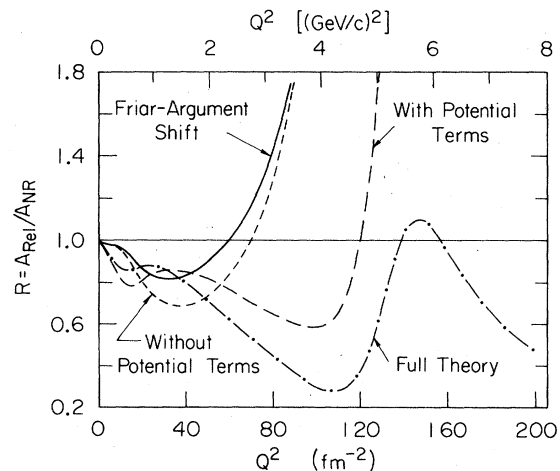 Q² [(GeV/c)²]
0 2 4 6 8
1.8
1.4
1.0
0.6
0.2
R = A_Rel/A_NR
Friar-Argument
Shift
With Potential
Terms
Without
Potential Terms
Full Theory
0 40 80 120 160 200
Q² (fm⁻²)